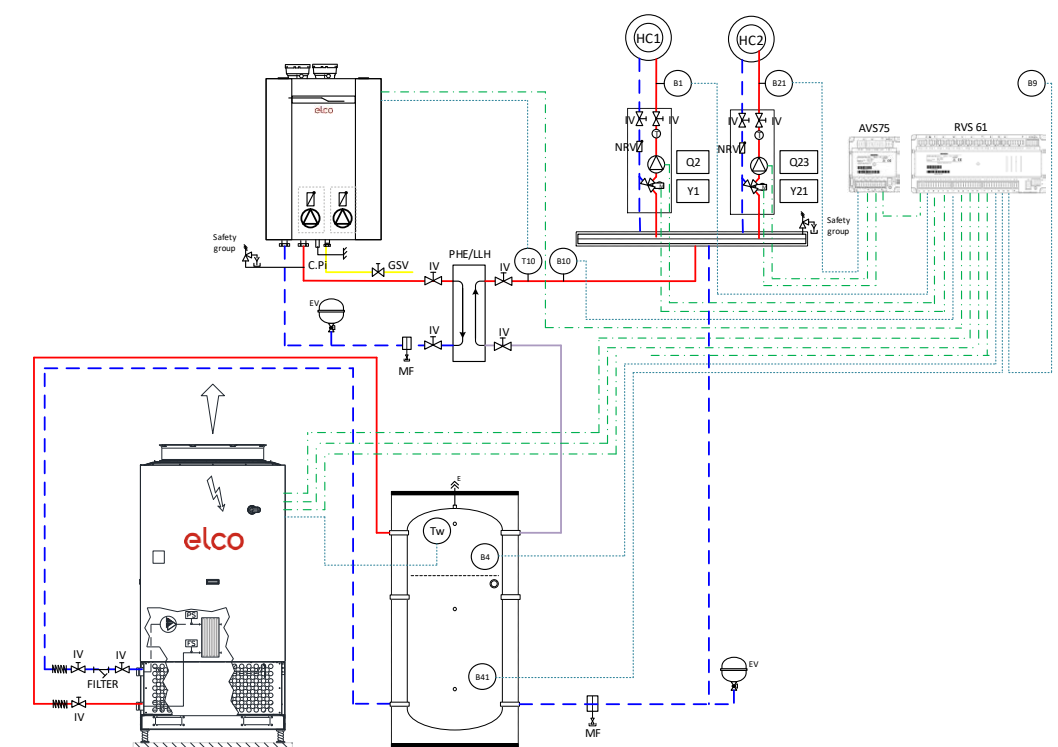 HC1
HC2
B1
B21
B9
elco
AVS75
RVS 61
IV
IV
IV
IV
NRV
NRV
Q2
Q23
Y1
Y21
Safety
group
Safety
group
PHE/LLH
C.Pi
GSV
IV
IV
T10
B10
EV
IV
IV
MF
E
Tw
elco
B4
PS
FS
IV
IV
FILTER
IV
B41
EV
MF